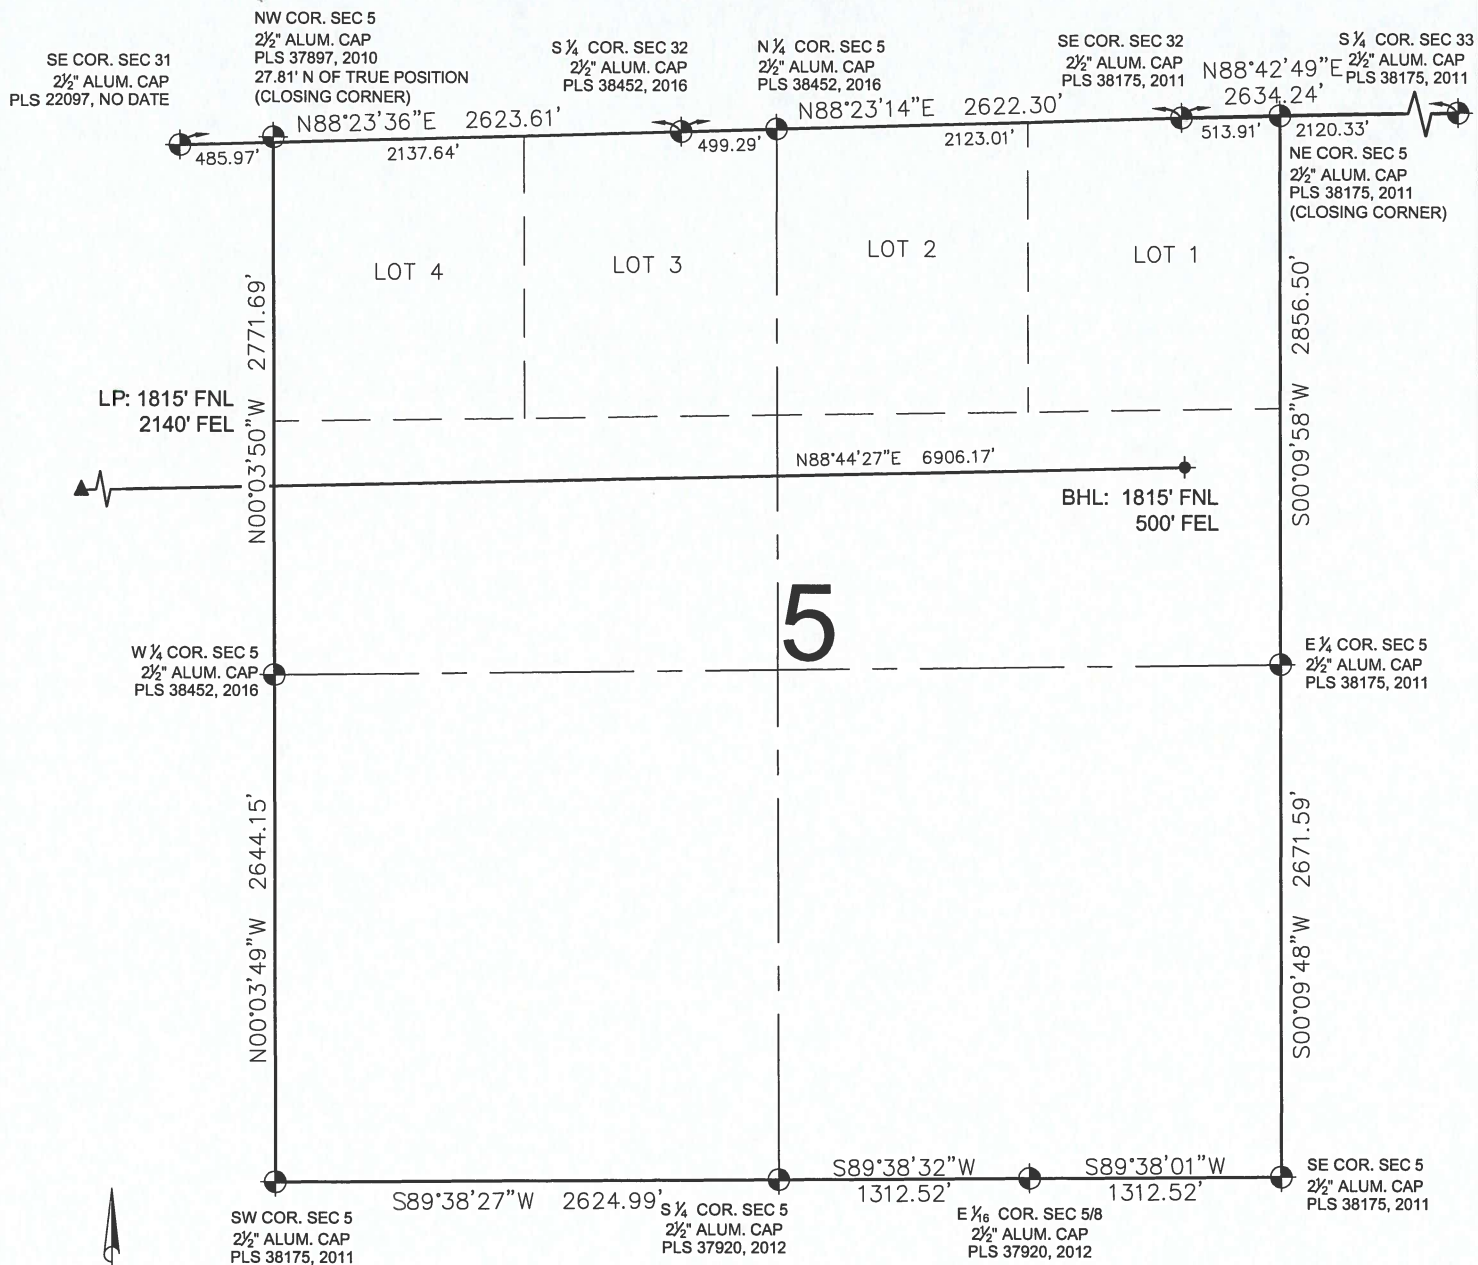 NW COR. SEC 5
2½" ALUM. CAP
PLS 37897, 2010
27.81' N OF TRUE POSITION
(CLOSING CORNER)
SE COR. SEC 31
2½" ALUM. CAP
PLS 22097, NO DATE
S ¼ COR. SEC 32
2½" ALUM. CAP
PLS 38452, 2016
N ¼ COR. SEC 5
2½" ALUM. CAP
PLS 38452, 2016
SE COR. SEC 32
2½" ALUM. CAP
PLS 38175, 2011
S ¼ COR. SEC 33
2½" ALUM. CAP
PLS 38175, 2011
N88°42'49"E
2634.24'
N88°23'36"E 2623.61'
N88°23'14"E 2622.30'
485.97'
2137.64'
499.29'
2123.01'
513.91'
2120.33'
NE COR. SEC 5
2½" ALUM. CAP
PLS 38175, 2011
(CLOSING CORNER)
LOT 4
LOT 3
LOT 2
LOT 1
N00°03'50"W 2771.69'
S00°09'58"W 2856.50'
LP: 1815' FNL
2140' FEL
N88°44'27"E 6906.17'
BHL: 1815' FNL
500' FEL
5
W ¼ COR. SEC 5
2½" ALUM. CAP
PLS 38452, 2016
E ¼ COR. SEC 5
2½" ALUM. CAP
PLS 38175, 2011
N00°03'49"W 2644.15'
S00°09'48"W 2671.59'
S89°38'27"W 2624.99'
S89°38'32"W
1312.52'
S89°38'01"W
1312.52'
SE COR. SEC 5
2½" ALUM. CAP
PLS 38175, 2011
SW COR. SEC 5
2½" ALUM. CAP
PLS 38175, 2011
S ¼ COR. SEC 5
2½" ALUM. CAP
PLS 37920, 2012
E ¹⁄₁₆ COR. SEC 5/8
2½" ALUM. CAP
PLS 37920, 2012